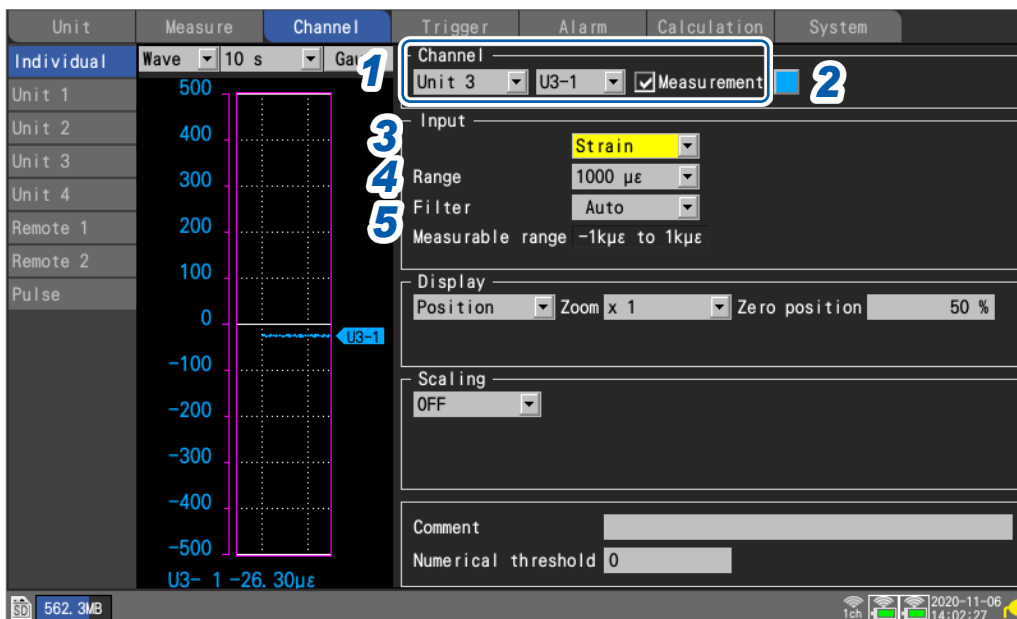 Unit Measure Channel Trigger Alarm Calculation System
Individual
Unit 1
Unit 2
Unit 3
Unit 4
Remote 1
Remote 2
Pulse
Wave 10 s
500
400
300
200
100
0
-100
-200
-300
-400
-500
U3-1
U3- 1 -26.30με
1
Channel
Unit 3 U3-1 Measurement 2
3
Input
Strain
4
Range 1000 με
5
Filter Auto
Measurable range -1kμε to 1kμε
Display
Position Zoom x 1 Zero position 50 %
Scaling
OFF
Comment
Numerical threshold 0
SD 562.3MB
1ch 2020-11-06
14:02:27